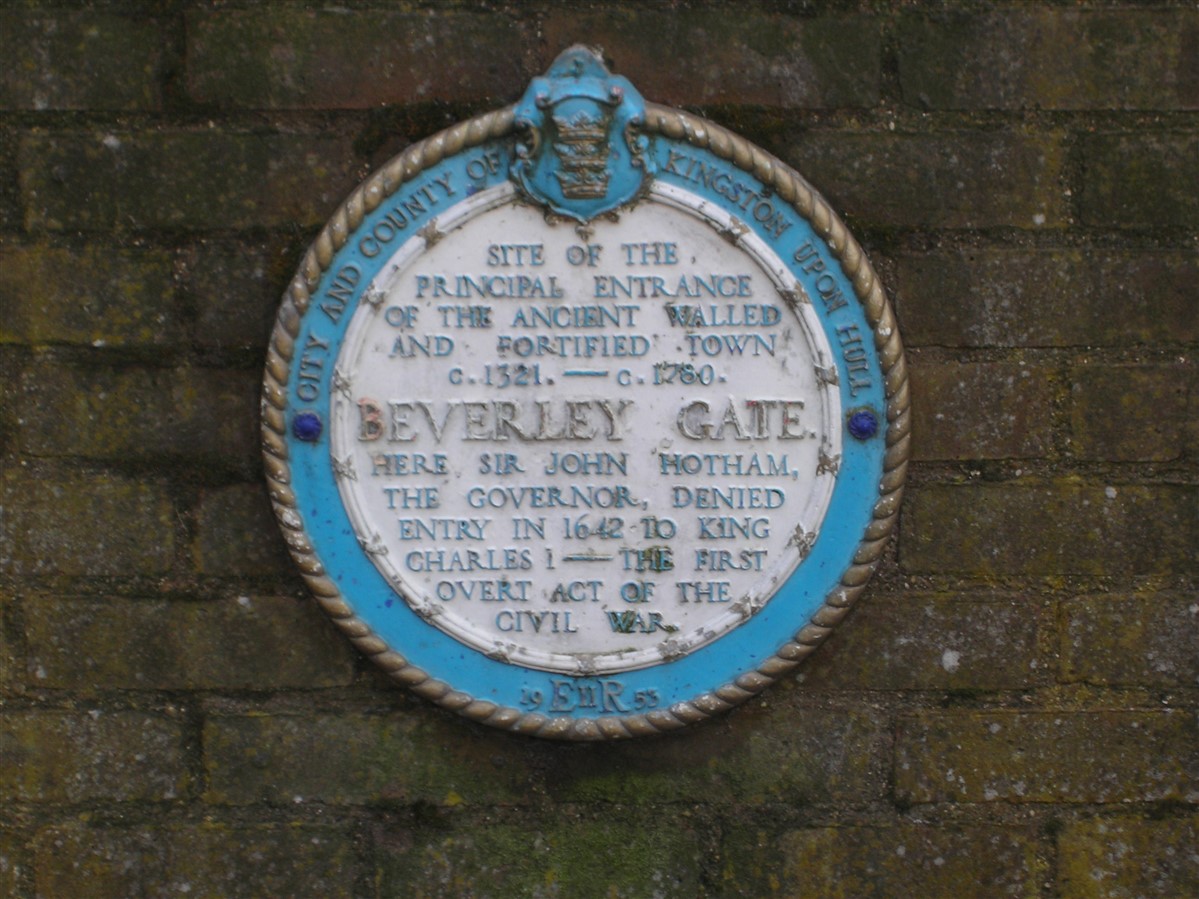 CITY AND COUNTY OF KINGSTON UPON HULL
SITE OF THE
PRINCIPAL ENTRANCE
OF THE ANCIENT WALLED
AND FORTIFIED TOWN
C.1321.—C.1780.
BEVERLEY GATE.
HERE SIR JOHN HOTHAM,
THE GOVERNOR, DENIED
ENTRY IN 1642 TO KING
CHARLES I — THE FIRST
OVERT ACT OF THE
CIVIL WAR.
19 EIIR 53